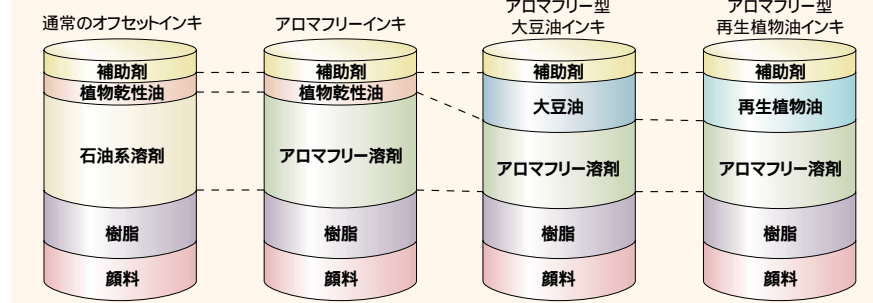 通常のオフセットインキ
補助剤
植物乾性油
石油系溶剤
樹脂
顔料
アロマフリーインキ
補助剤
植物乾性油
アロマフリー溶剤
樹脂
顔料
アロマフリー型
大豆油インキ
補助剤
大豆油
アロマフリー溶剤
樹脂
顔料
アロマフリー型
再生植物油インキ
補助剤
再生植物油
アロマフリー溶剤
樹脂
顔料